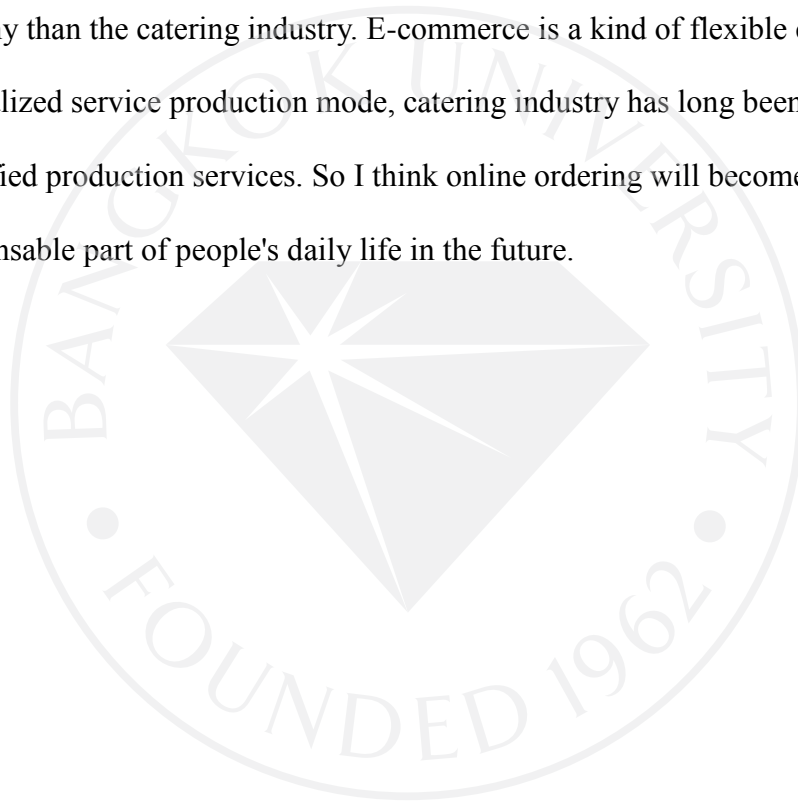 y than the catering industry. E-commerce is a kind of flexible
lized service production mode, catering industry has long been
ied production services. So I think online ordering will become
nsable part of people's daily life in the future.
BANGKOK UNIVERSITY
FOUNDED 1962